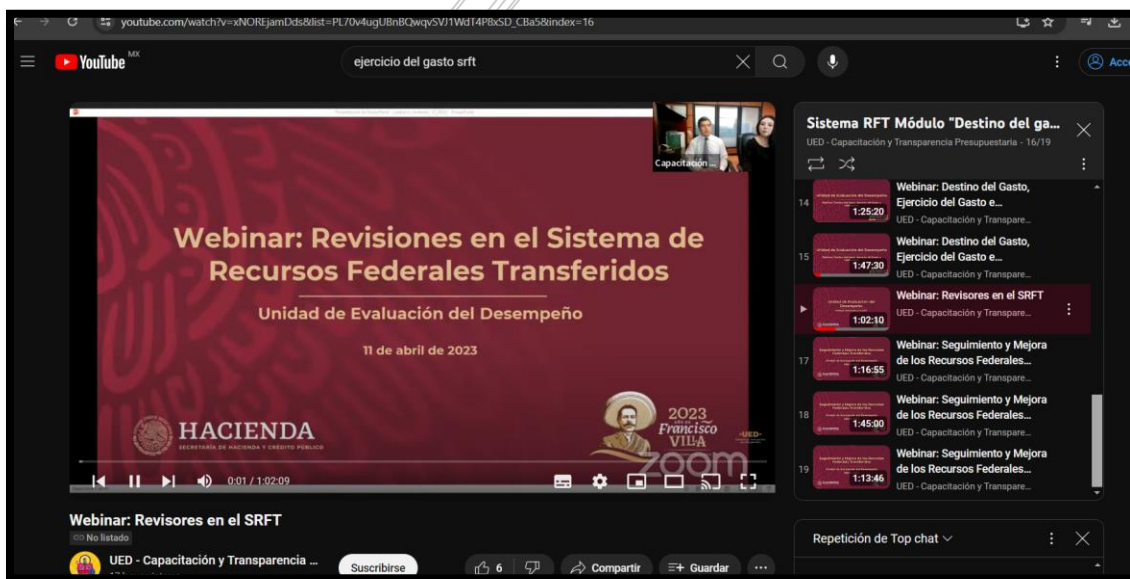 youtube.com/watch?v=xNOREjamDds&list=PL70v4ugUBnBQwqvSVJ1WdT4P8xSD_CBa5&index=16
YouTube MX
ejercicio del gasto srft
Acce
Capacitación ...
Webinar: Revisiones en el Sistema de
Recursos Federales Transferidos
Unidad de Evaluación del Desempeño
11 de abril de 2023
HACIENDA
SECRETARÍA DE HACIENDA Y CRÉDITO PÚBLICO
2023
Francisco
VILLA
-UED-
zoom
0:01 / 1:02:09
Webinar: Revisores en el SRFT
No listado
UED - Capacitación y Transparencia ...
Suscribirse
6
Compartir
Guardar
Sistema RFT Módulo "Destino del ga...
UED - Capacitación y Transparencia Presupuestaria - 16/19
14
1:25:20
Webinar: Destino del Gasto,
Ejercicio del Gasto e...
UED - Capacitación y Transpare...
15
1:47:30
Webinar: Destino del Gasto,
Ejercicio del Gasto e...
UED - Capacitación y Transpare...
1:02:10
Webinar: Revisores en el SRFT
UED - Capacitación y Transpare...
17
1:16:55
Webinar: Seguimiento y Mejora
de los Recursos Federales...
UED - Capacitación y Transpare...
18
1:45:00
Webinar: Seguimiento y Mejora
de los Recursos Federales...
UED - Capacitación y Transpare...
19
1:13:46
Webinar: Seguimiento y Mejora
de los Recursos Federales...
UED - Capacitación y Transpare...
Repetición de Top chat